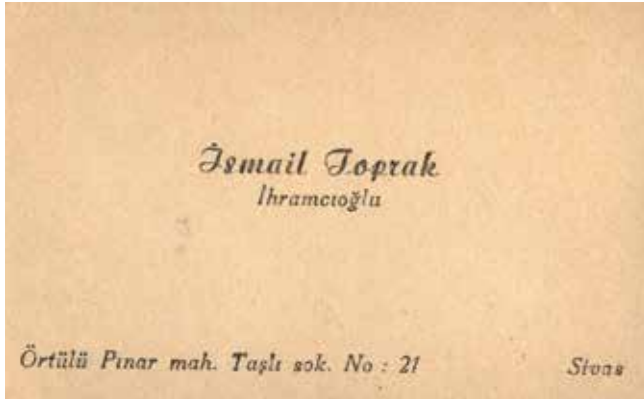 İsmail Toprak
İhramcıoğlu
Örtülü Pınar mah. Taşlı sok. No : 21 Sivas